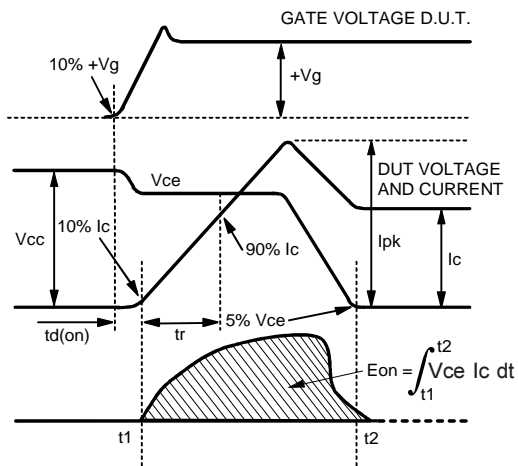 GATE VOLTAGE D.U.T.
10% +Vg
+Vg
Vce
DUT VOLTAGE
AND CURRENT
10% Ic
Vcc
90% Ic
Ipk
Ic
td(on)
tr
5% Vce
Eon = ∫ t2 t1 Vce Ic dt
t1
t2